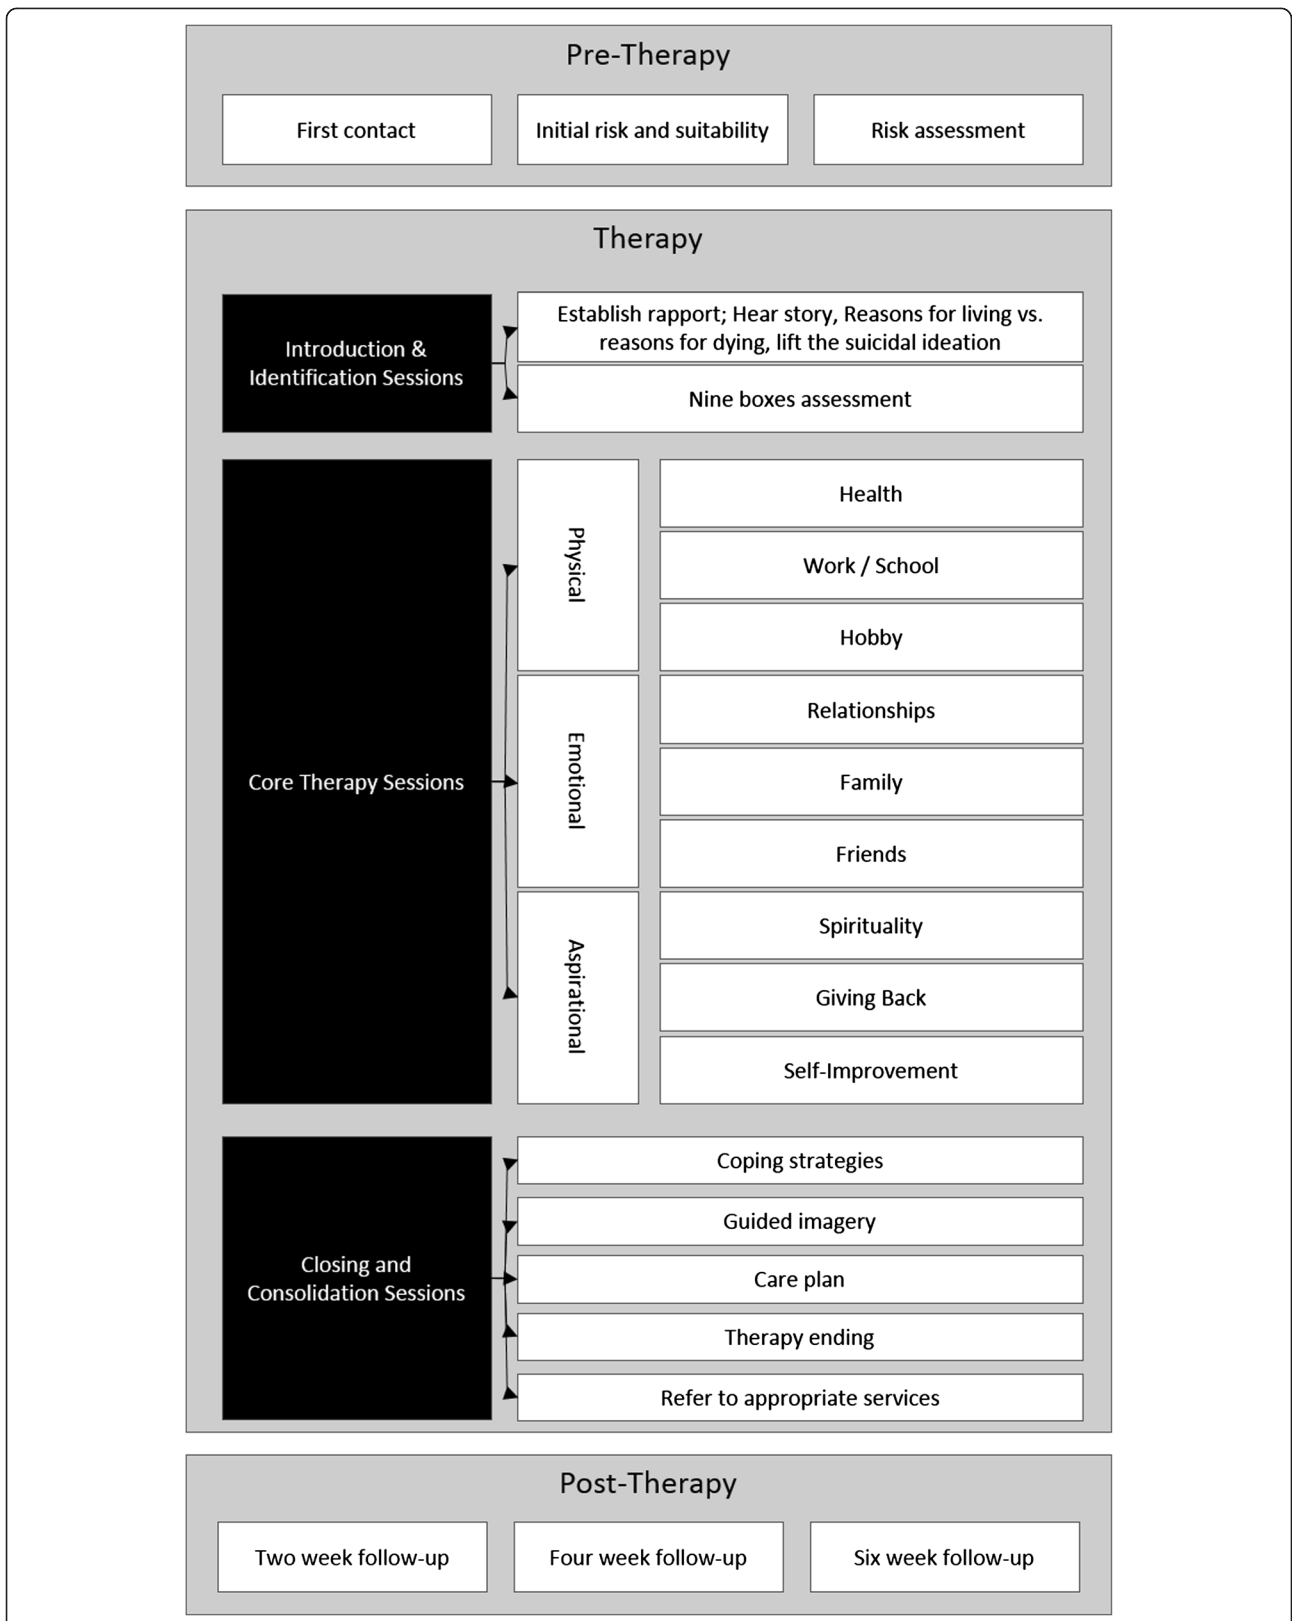 Pre-Therapy
First contact
Initial risk and suitability
Risk assessment
Therapy
Introduction &
Identification Sessions
Establish rapport; Hear story, Reasons for living vs.
reasons for dying, lift the suicidal ideation
Nine boxes assessment
Core Therapy Sessions
Physical
Health
Work / School
Hobby
Emotional
Relationships
Family
Friends
Aspirational
Spirituality
Giving Back
Self-Improvement
Closing and
Consolidation Sessions
Coping strategies
Guided imagery
Care plan
Therapy ending
Refer to appropriate services
Post-Therapy
Two week follow-up
Four week follow-up
Six week follow-up